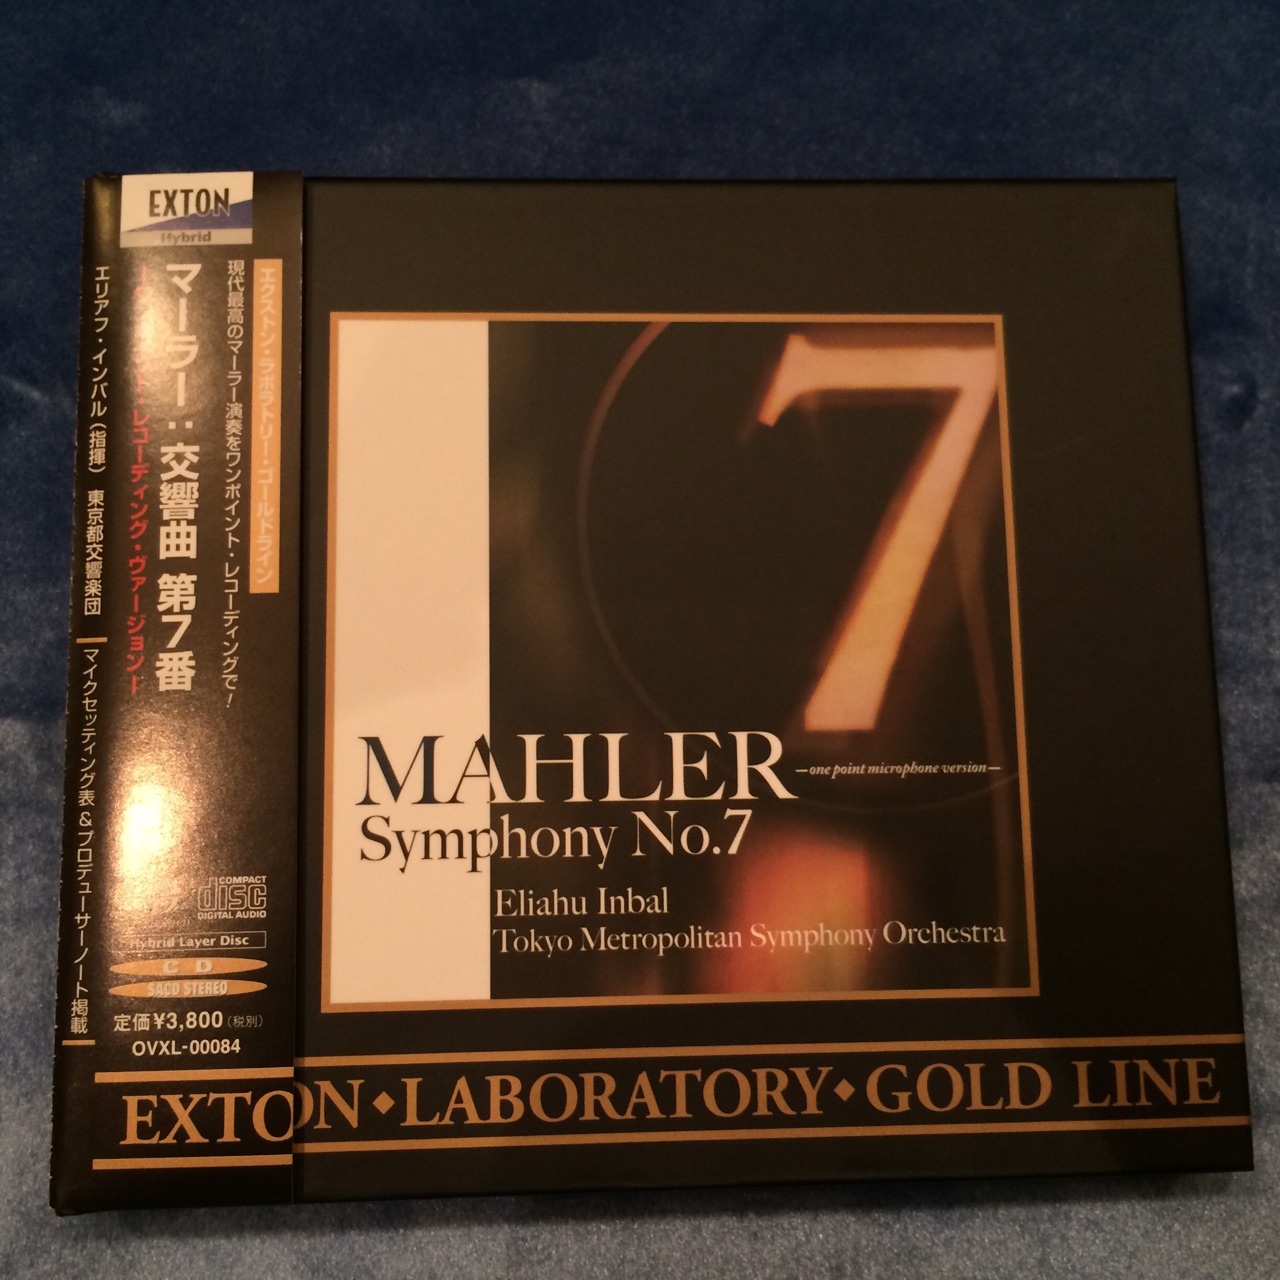 EXTON
Hybrid
エクストン・ラボラトリー・ゴールドライン
現代最高のマーラー演奏をワンポイント・レコーディングで!
マーラー:交響曲 第7番
レコーディング・ヴァージョンー
エリアフ・インバル(指揮) 東京都交響楽団
マイクセッティング表&プロデューサーノート掲載
COMPACT
disc
DIGITAL AUDIO
Hybrid Layer Disc
CD
SACD STEREO
定価¥3,800(税別)
OVXL-00084
7
MAHLER —one point microphone version—
Symphony No.7
Eliahu Inbal
Tokyo Metropolitan Symphony Orchestra
EXTON◆LABORATORY◆GOLD LINE